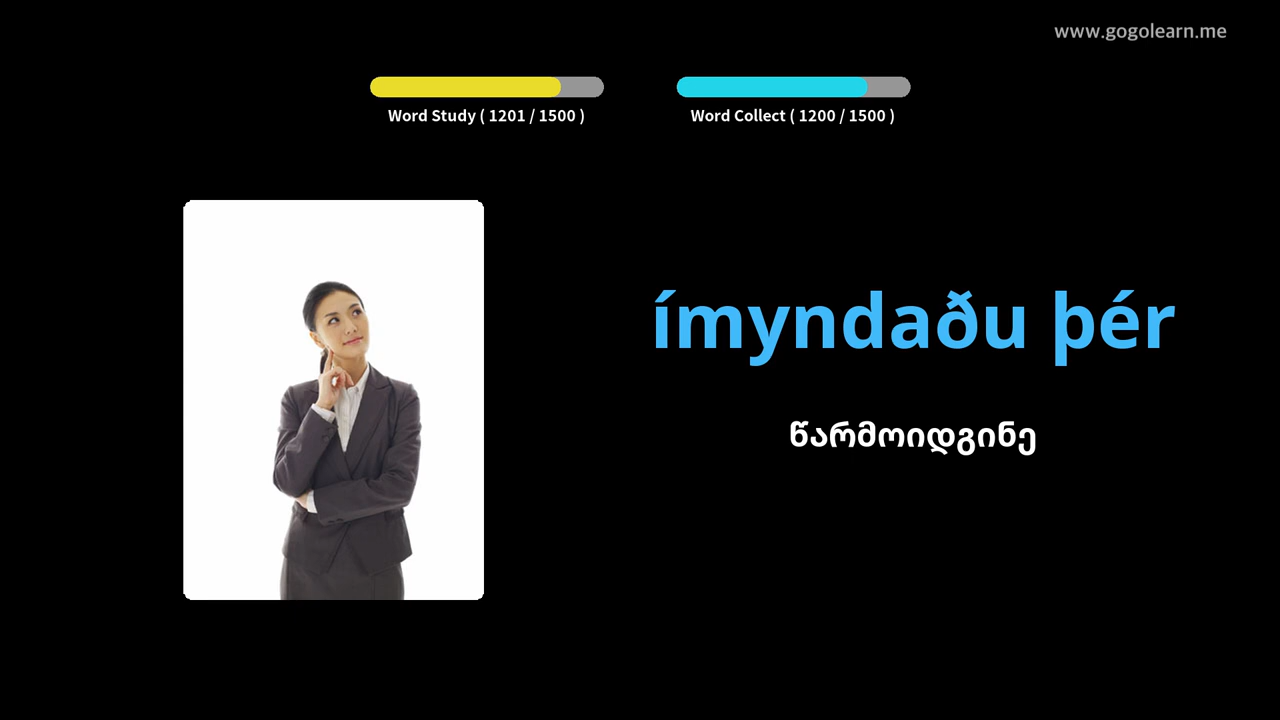 www.gogolearn.me
Word Study ( 1201 / 1500 )
Word Collect ( 1200 / 1500 )
ímyndaðu þér
წარმოიდგინე